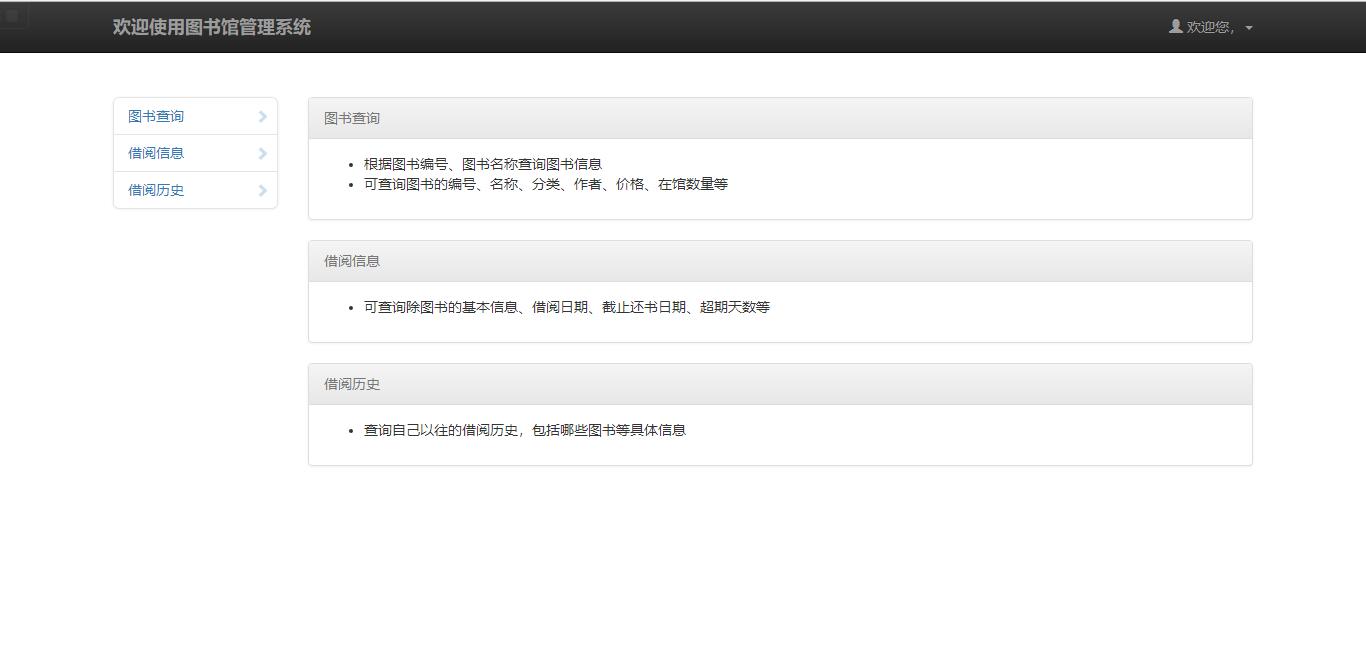 欢迎使用图书馆管理系统
欢迎您，
图书查询
借阅信息
借阅历史
图书查询
根据图书编号、图书名称查询图书信息
可查询图书的编号、名称、分类、作者、价格、在馆数量等
借阅信息
可查询除图书的基本信息、借阅日期、截止还书日期、超期天数等
借阅历史
查询自己以往的借阅历史，包括哪些图书等具体信息